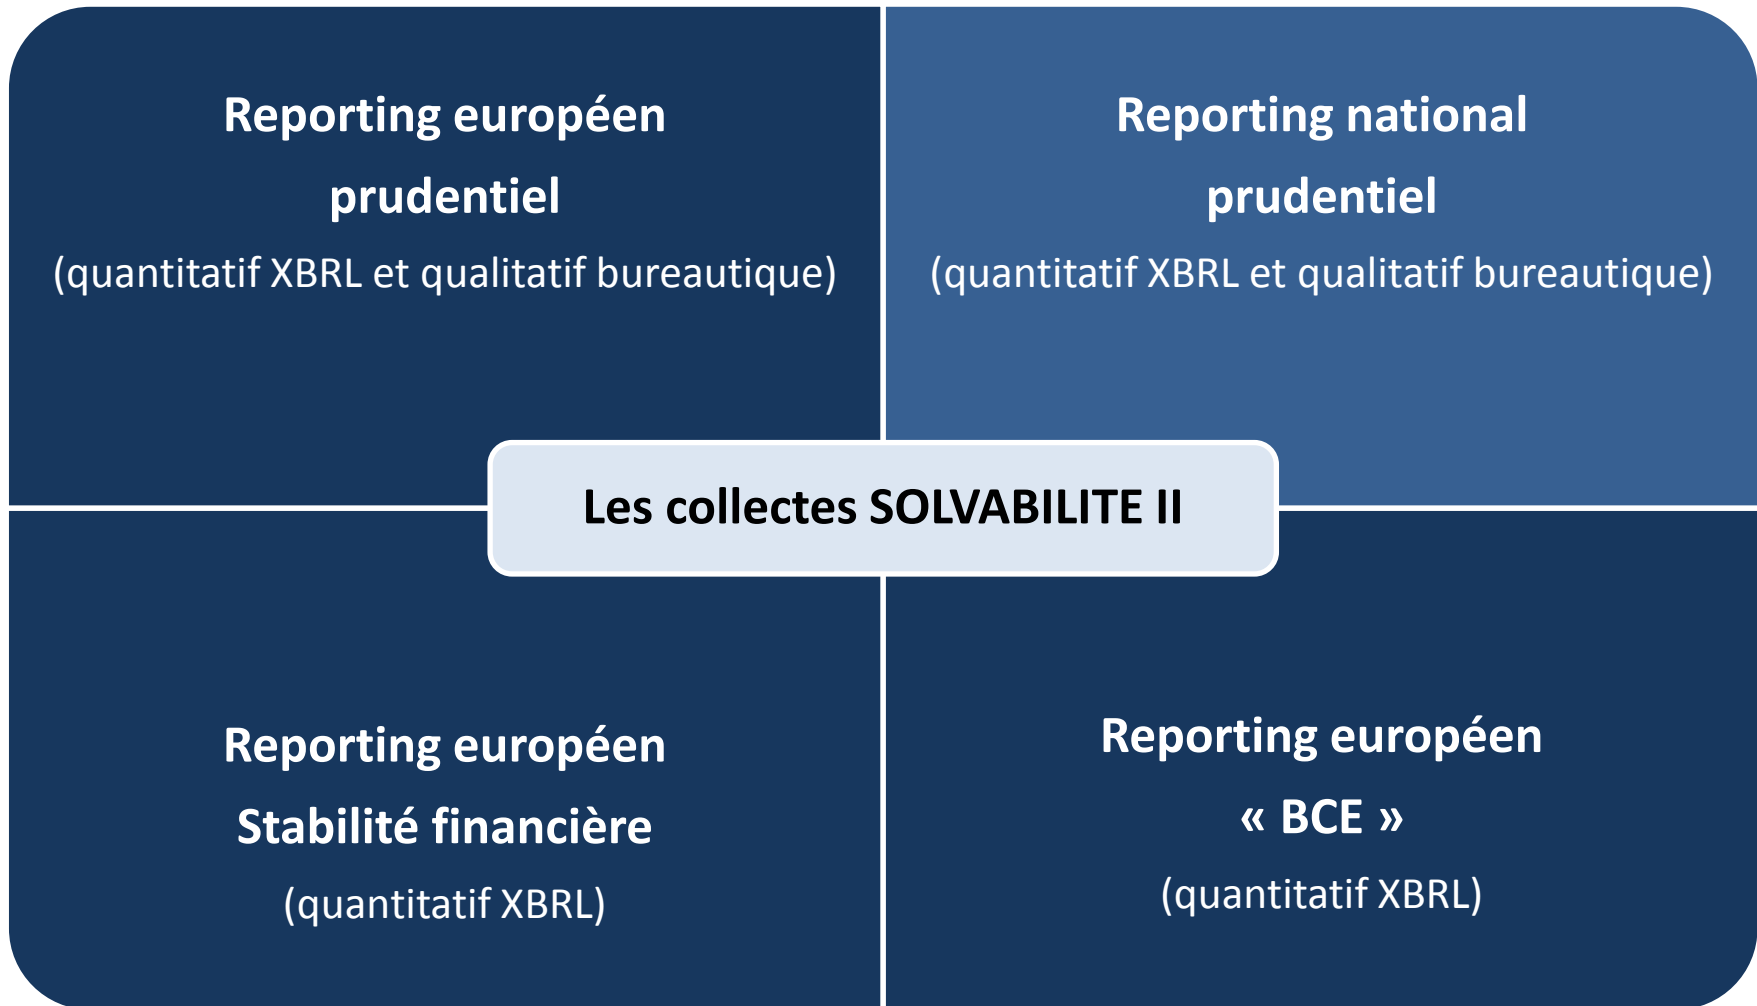 Reporting européen
prudentiel
(quantitatif XBRL et qualitatif bureautique)
Reporting national
prudentiel
(quantitatif XBRL et qualitatif bureautique)
Les collectes SOLVABILITE II
Reporting européen
Stabilité financière
(quantitatif XBRL)
Reporting européen
« BCE »
(quantitatif XBRL)